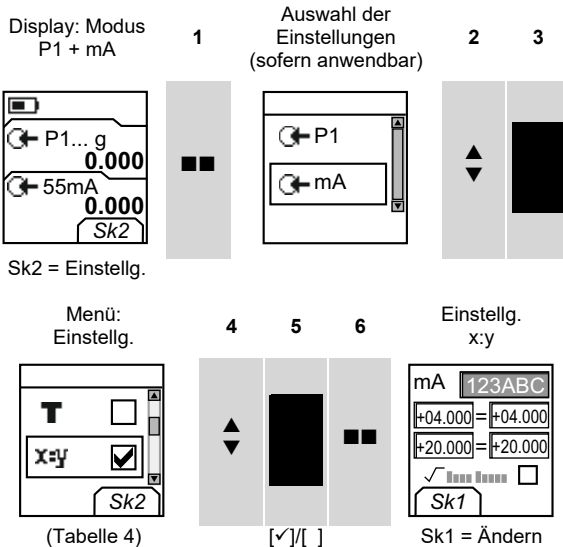 Display: Modus
P1 + mA
1
Auswahl der
Einstellungen
(sofern anwendbar)
2
3
P1... g
0.000
55mA
0.000
Sk2
P1
mA
▲
▼
Sk2 = Einstellg.
Menü:
Einstellg.
4
5
6
Einstellg.
x:y
T
x:y
Sk2
▲
▼
mA 123ABC
+04.000 = +04.000
+20.000 = +20.000
√
Sk1
(Tabelle 4)
[✓]/[ ]
Sk1 = Ändern